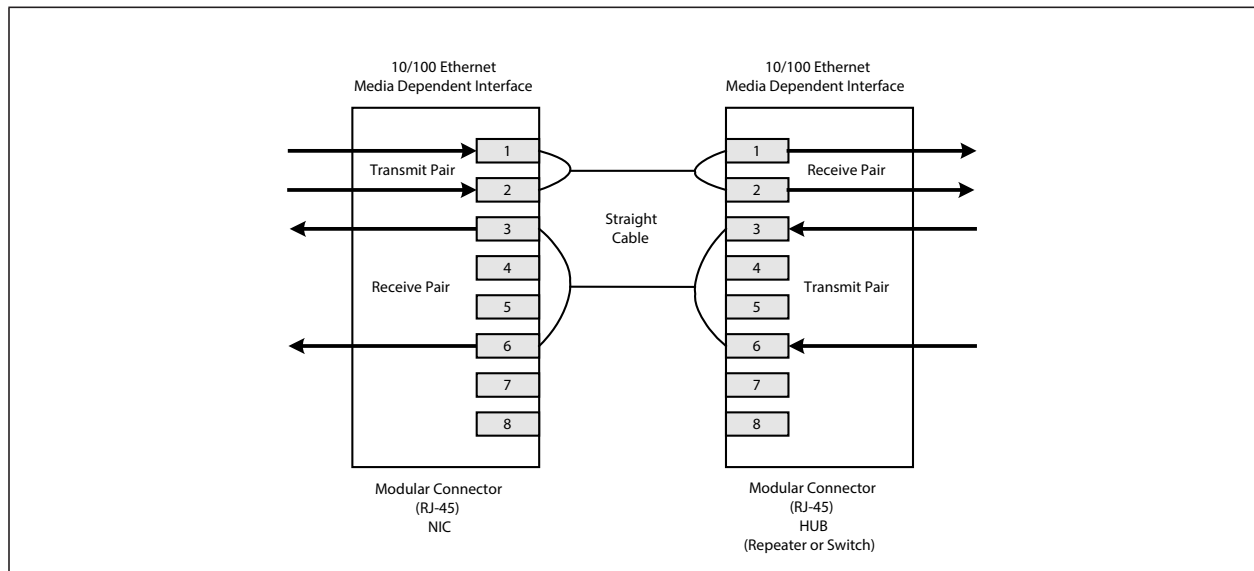 10/100 Ethernet
Media Dependent Interface
1
Transmit Pair
2
3
4
Receive Pair
5
6
7
8
Modular Connector
(RJ-45)
NIC
Straight
Cable
10/100 Ethernet
Media Dependent Interface
1
Receive Pair
2
3
4
Transmit Pair
5
6
7
8
Modular Connector
(RJ-45)
HUB
(Repeater or Switch)